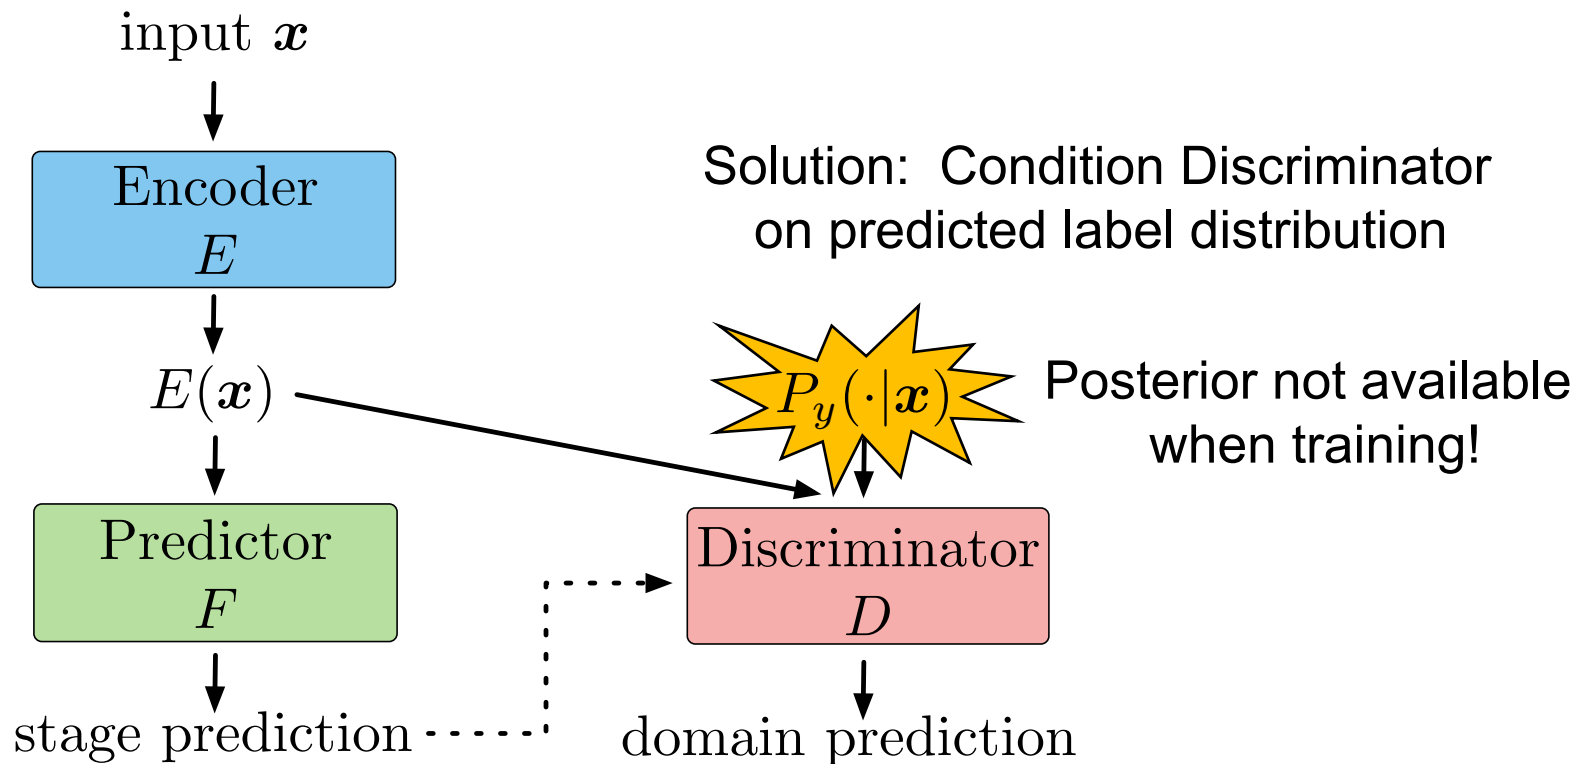 input x
Encoder
E
E(x)
Predictor
F
stage prediction
Solution: Condition Discriminator
on predicted label distribution
P_y(·|x)
Posterior not available
when training!
Discriminator
D
domain prediction